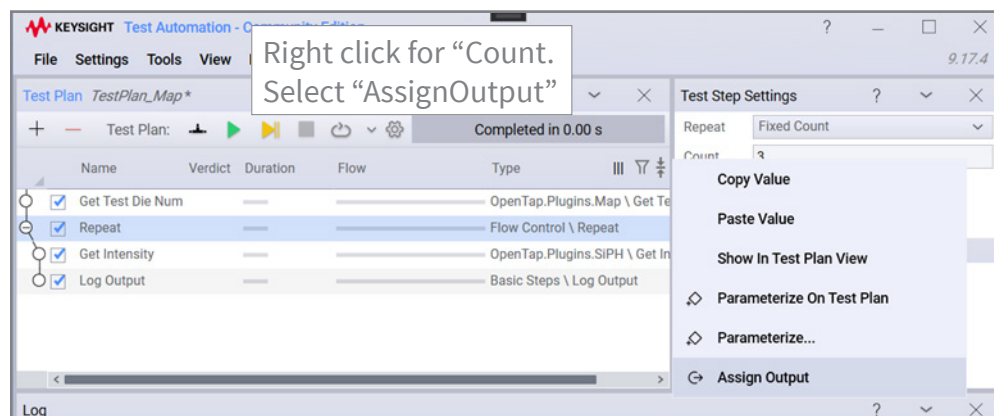 KEYSIGHT Test Automation - Community Edition
File Settings Tools View
9.17.4
Right click for “Count.
Select “AssignOutput”
Test Plan TestPlan_Map*
Test Plan:
Completed in 0.00 s
Name Verdict Duration Flow Type
Get Test Die Num OpenTap.Plugins.Map \ Get Te
Repeat Flow Control \ Repeat
Get Intensity OpenTap.Plugins.SiPH \ Get In
Log Output Basic Steps \ Log Output
Test Step Settings ?
Repeat Fixed Count
Count 3
Copy Value
Paste Value
Show In Test Plan View
Parameterize On Test Plan
Parameterize...
Assign Output
Log ?